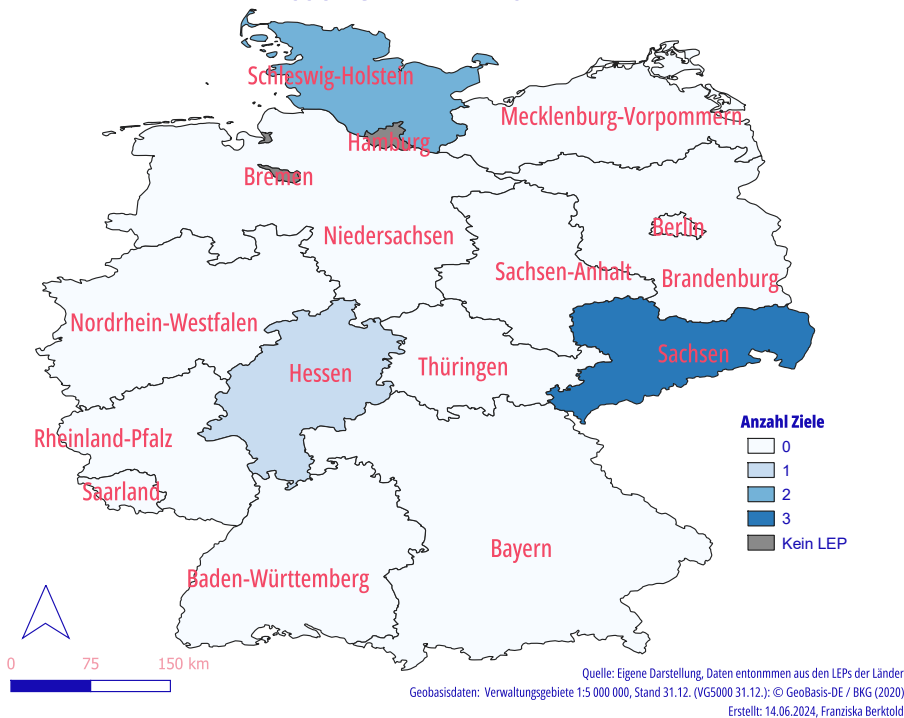 Schleswig-Holstein
Mecklenburg-Vorpommern
Hamburg
Bremen
Berlin
Niedersachsen
Sachsen-Anhalt
Brandenburg
Nordrhein-Westfalen
Sachsen
Hessen
Thüringen
Anzahl Ziele
0
1
2
3
Kein LEP
Rheinland-Pfalz
Saarland
Bayern
Baden-Württemberg
0 75 150 km
Quelle: Eigene Darstellung, Daten entonmmen aus den LEPs der Länder
Geobasisdaten: Verwaltungsgebiete 1:5 000 000, Stand 31.12. (VG5000 31.12.): © GeoBasis-DE / BKG (2020)
Erstellt: 14.06.2024, Franziska Berktold